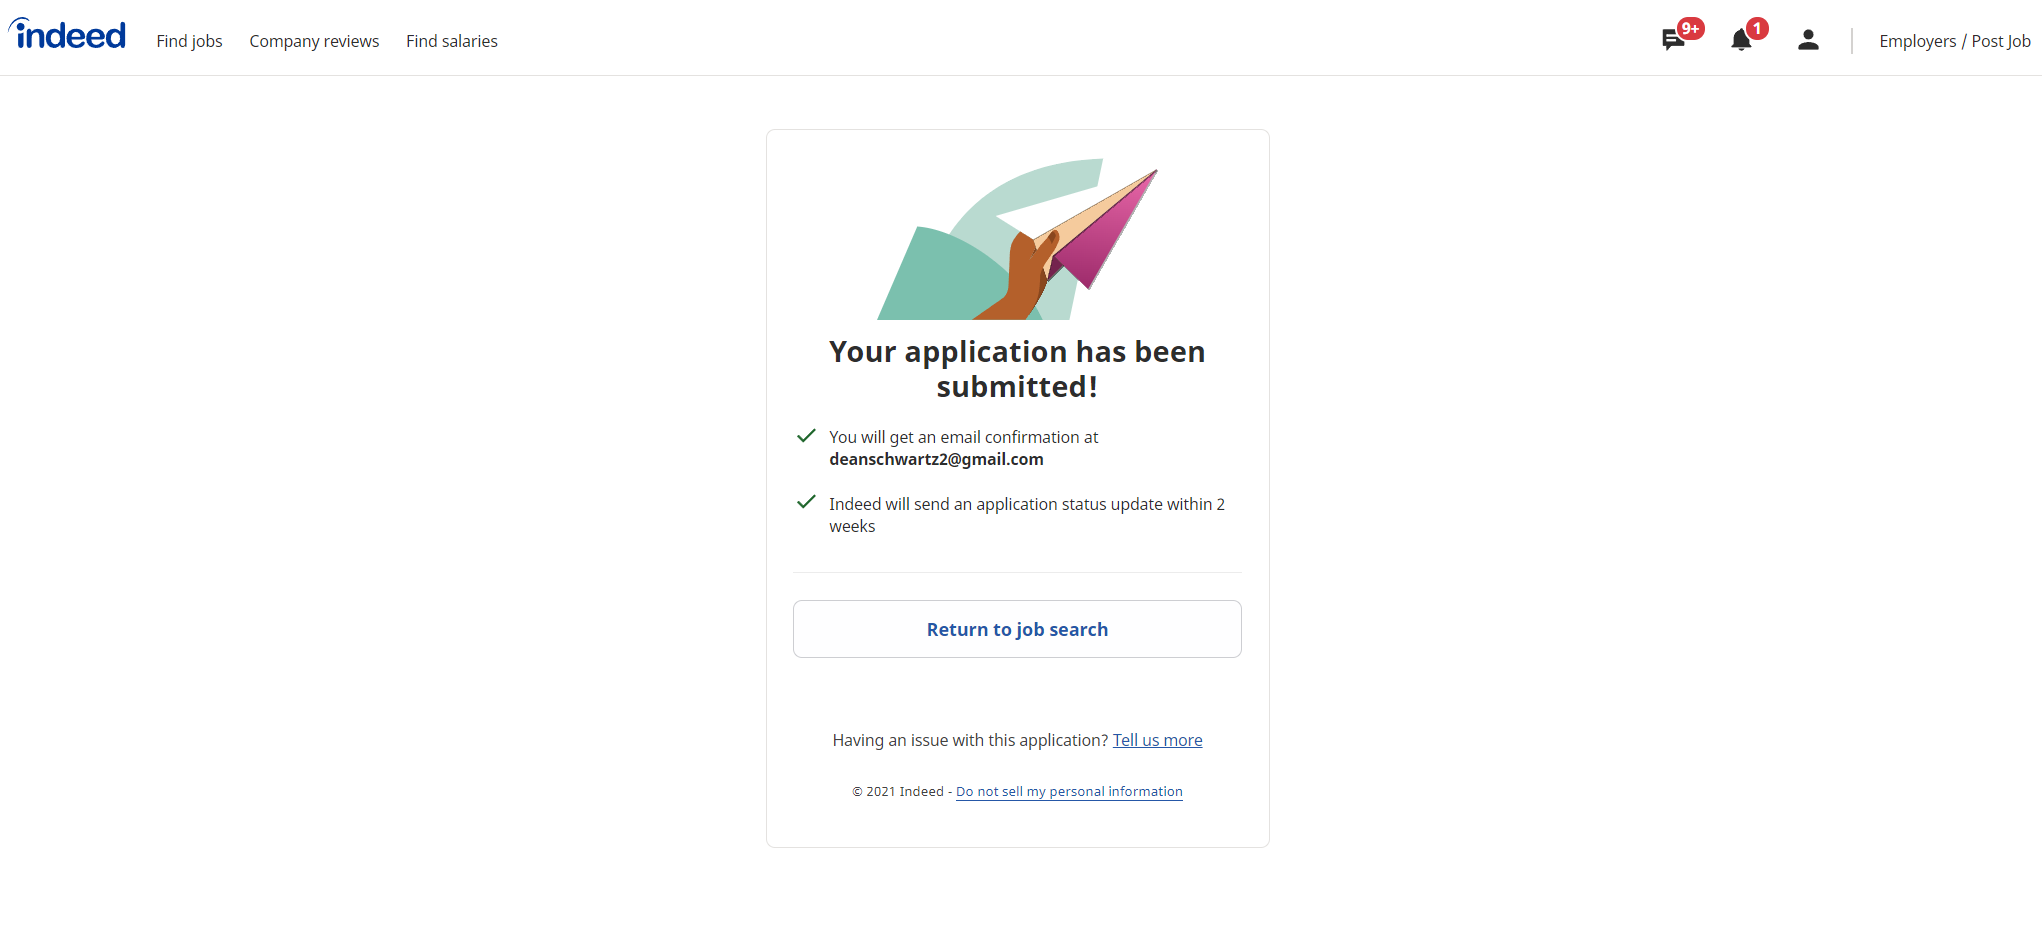 indeed
Find jobs
Company reviews
Find salaries
9+
1
Employers / Post Job
Your application has been
submitted!
You will get an email confirmation at
deanschwartz2@gmail.com
Indeed will send an application status update within 2
weeks
Return to job search
Having an issue with this application? Tell us more
© 2021 Indeed - Do not sell my personal information